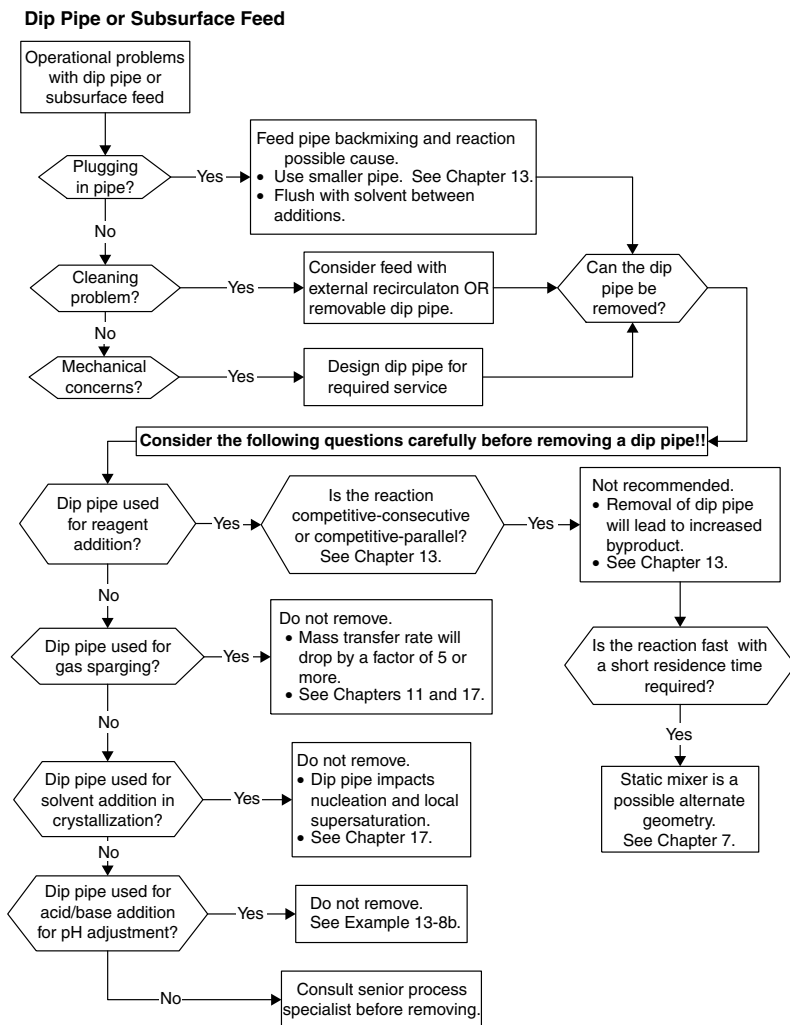 Dip Pipe or Subsurface Feed
Operational problems
with dip pipe or
subsurface feed
Plugging
in pipe?
Yes
Feed pipe backmixing and reaction
possible cause.
• Use smaller pipe. See Chapter 13.
• Flush with solvent between
additions.
No
Cleaning
problem?
Yes
Consider feed with
external recirculaton OR
removable dip pipe.
Can the dip
pipe be
removed?
No
Mechanical
concerns?
Yes
Design dip pipe for
required service
Consider the following questions carefully before removing a dip pipe!!
Dip pipe used
for reagent
addition?
Yes
Is the reaction
competitive-consecutive
or competitive-parallel?
See Chapter 13.
Yes
Not recommended.
• Removal of dip pipe
will lead to increased
byproduct.
• See Chapter 13.
No
Dip pipe used for
gas sparging?
Yes
Do not remove.
• Mass transfer rate will
drop by a factor of 5 or
more.
• See Chapters 11 and 17.
Is the reaction fast with
a short residence time
required?
Yes
Static mixer is a
possible alternate
geometry.
See Chapter 7.
No
Dip pipe used for
solvent addition in
crystallization?
Yes
Do not remove.
• Dip pipe impacts
nucleation and local
supersaturation.
• See Chapter 17.
No
Dip pipe used for
acid/base addition
for pH adjustment?
Yes
Do not remove.
See Example 13-8b.
No
Consult senior process
specialist before removing.